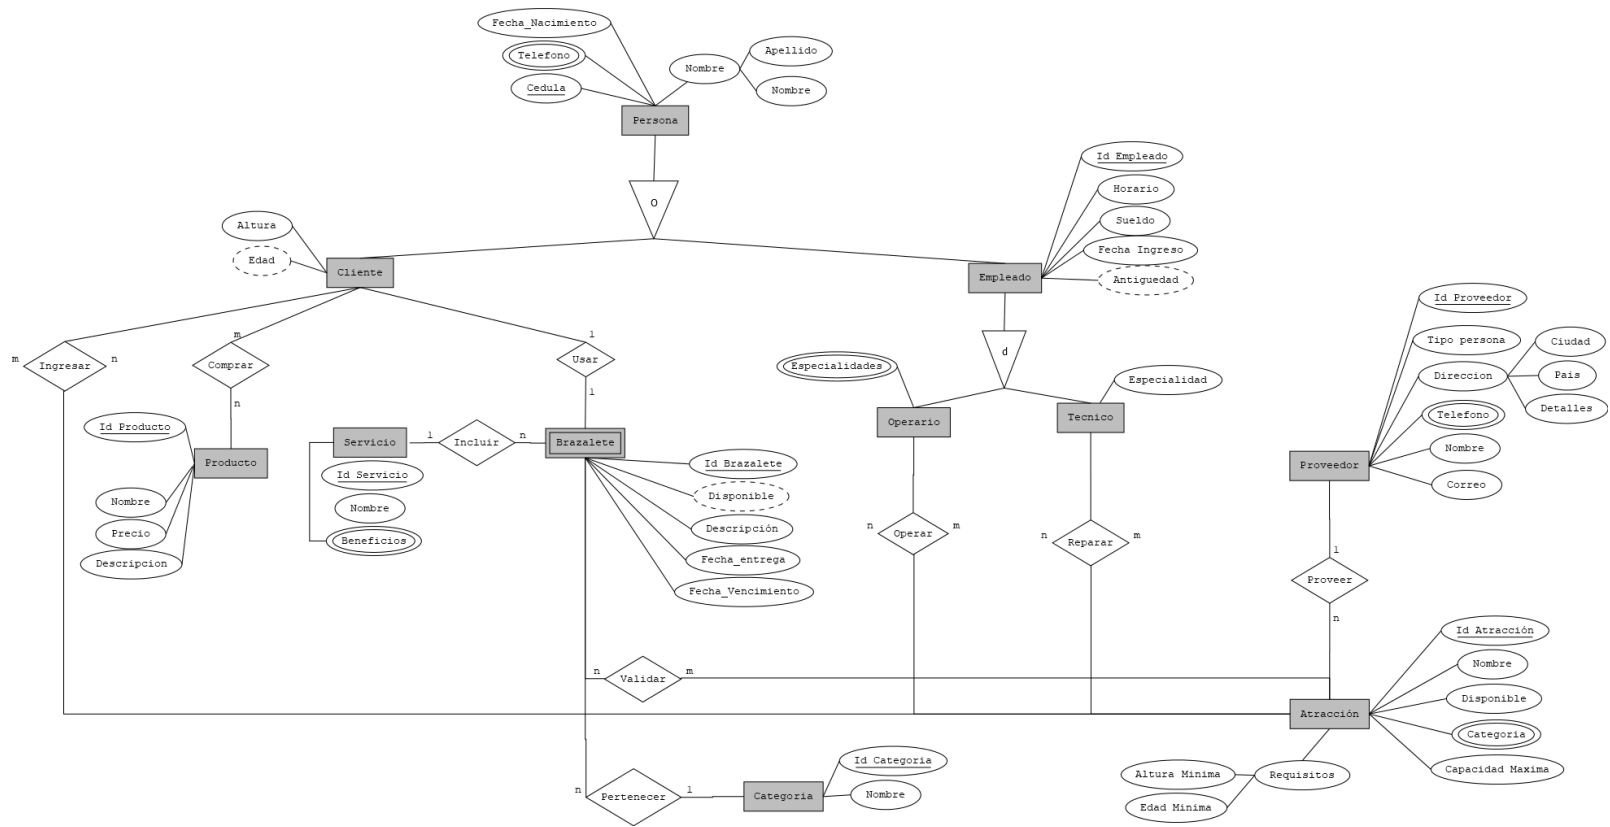 Fecha_Nacimiento
Telefono
Cedula
Nombre
Apellido
Nombre
Persona
O
Id Empleado
Horario
Sueldo
Fecha Ingreso
Antiguedad
Empleado
Altura
Edad
Cliente
m
Ingresar
n
m
Comprar
n
1
Usar
1
d
Especialidades
Operario
Especialidad
Tecnico
Id Proveedor
Tipo persona
Direccion
Ciudad
Pais
Detalles
Telefono
Nombre
Correo
Proveedor
Id Producto
Producto
Nombre
Precio
Descripcion
Servicio
1
Incluir
n
Brazalete
Id Servicio
Nombre
Beneficios
Id Brazalete
Disponible
Descripción
Fecha_entrega
Fecha_Vencimiento
n
Operar
m
n
Reparar
m
1
Proveer
n
n
Validar
m
Id Atracción
Nombre
Disponible
Categoria
Capacidad Maxima
Atracción
Requisitos
Altura Minima
Edad Minima
n
Pertenecer
1
Categoria
Id Categoria
Nombre